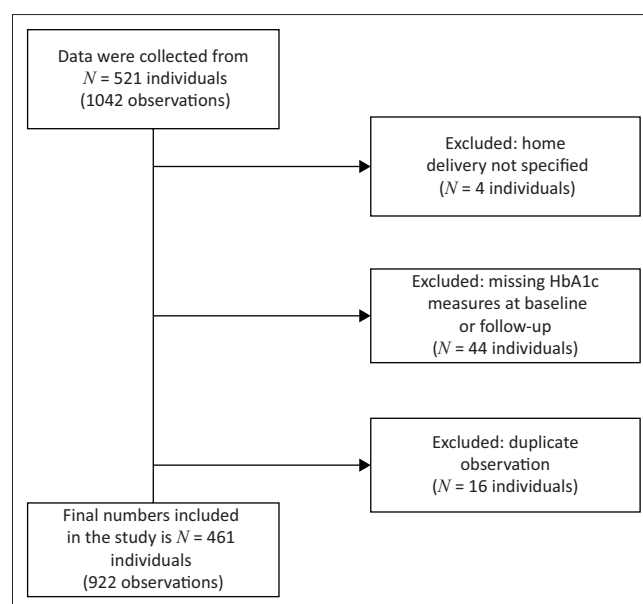 Data were collected from
N = 521 individuals
(1042 observations)
Excluded: home
delivery not specified
(N = 4 individuals)
Excluded: missing HbA1c
measures at baseline
or follow-up
(N = 44 individuals)
Excluded: duplicate
observation
(N = 16 individuals)
Final numbers included
in the study is N = 461
individuals
(922 observations)